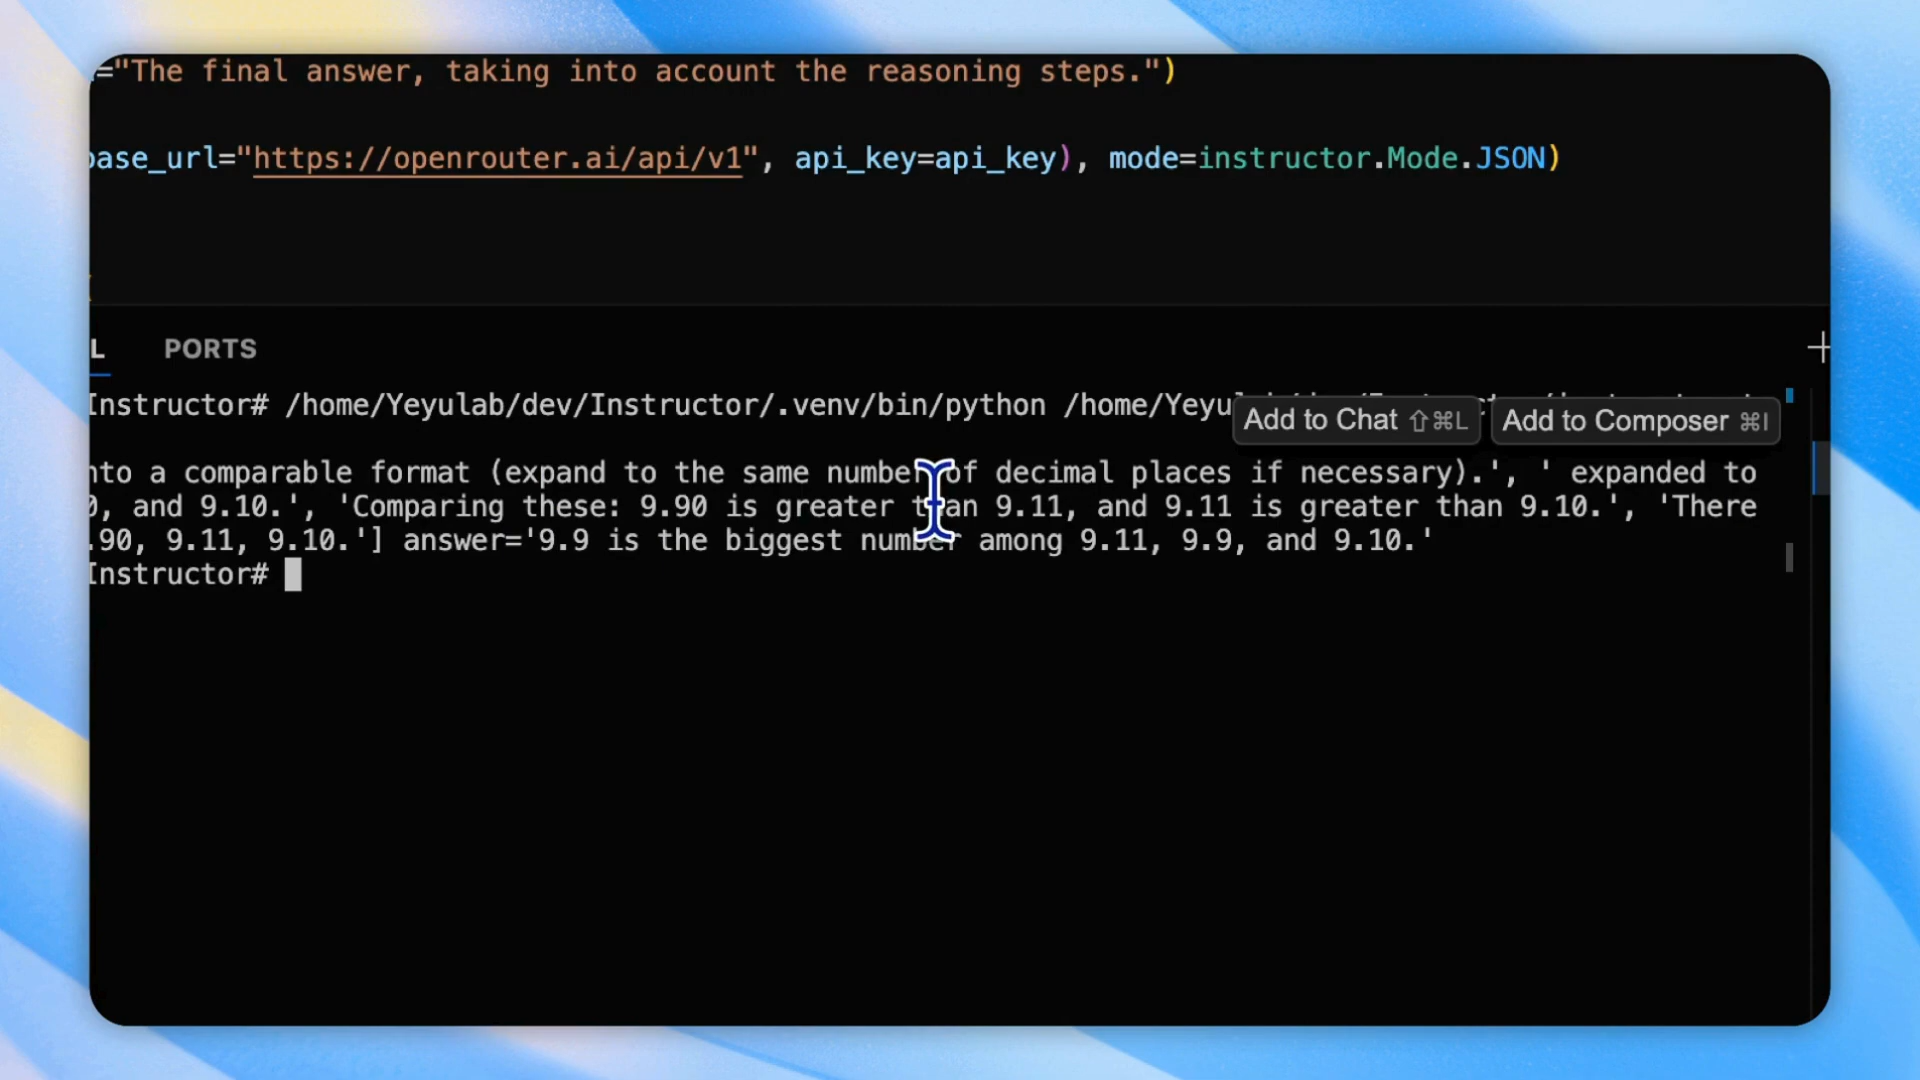 ="The final answer, taking into account the reasoning steps.")
base_url="https://openrouter.ai/api/v1", api_key=api_key), mode=instructor.Mode.JSON)
L PORTS
Instructor# /home/Yeyulab/dev/Instructor/.venv/bin/python /home/Yeyu
Add to Chat ⇧⌘L Add to Composer ⌘I
nto a comparable format (expand to the same number of decimal places if necessary).', ' expanded to
0, and 9.10.', 'Comparing these: 9.90 is greater than 9.11, and 9.11 is greater than 9.10.', 'There
.90, 9.11, 9.10.'] answer='9.9 is the biggest number among 9.11, 9.9, and 9.10.'
Instructor#